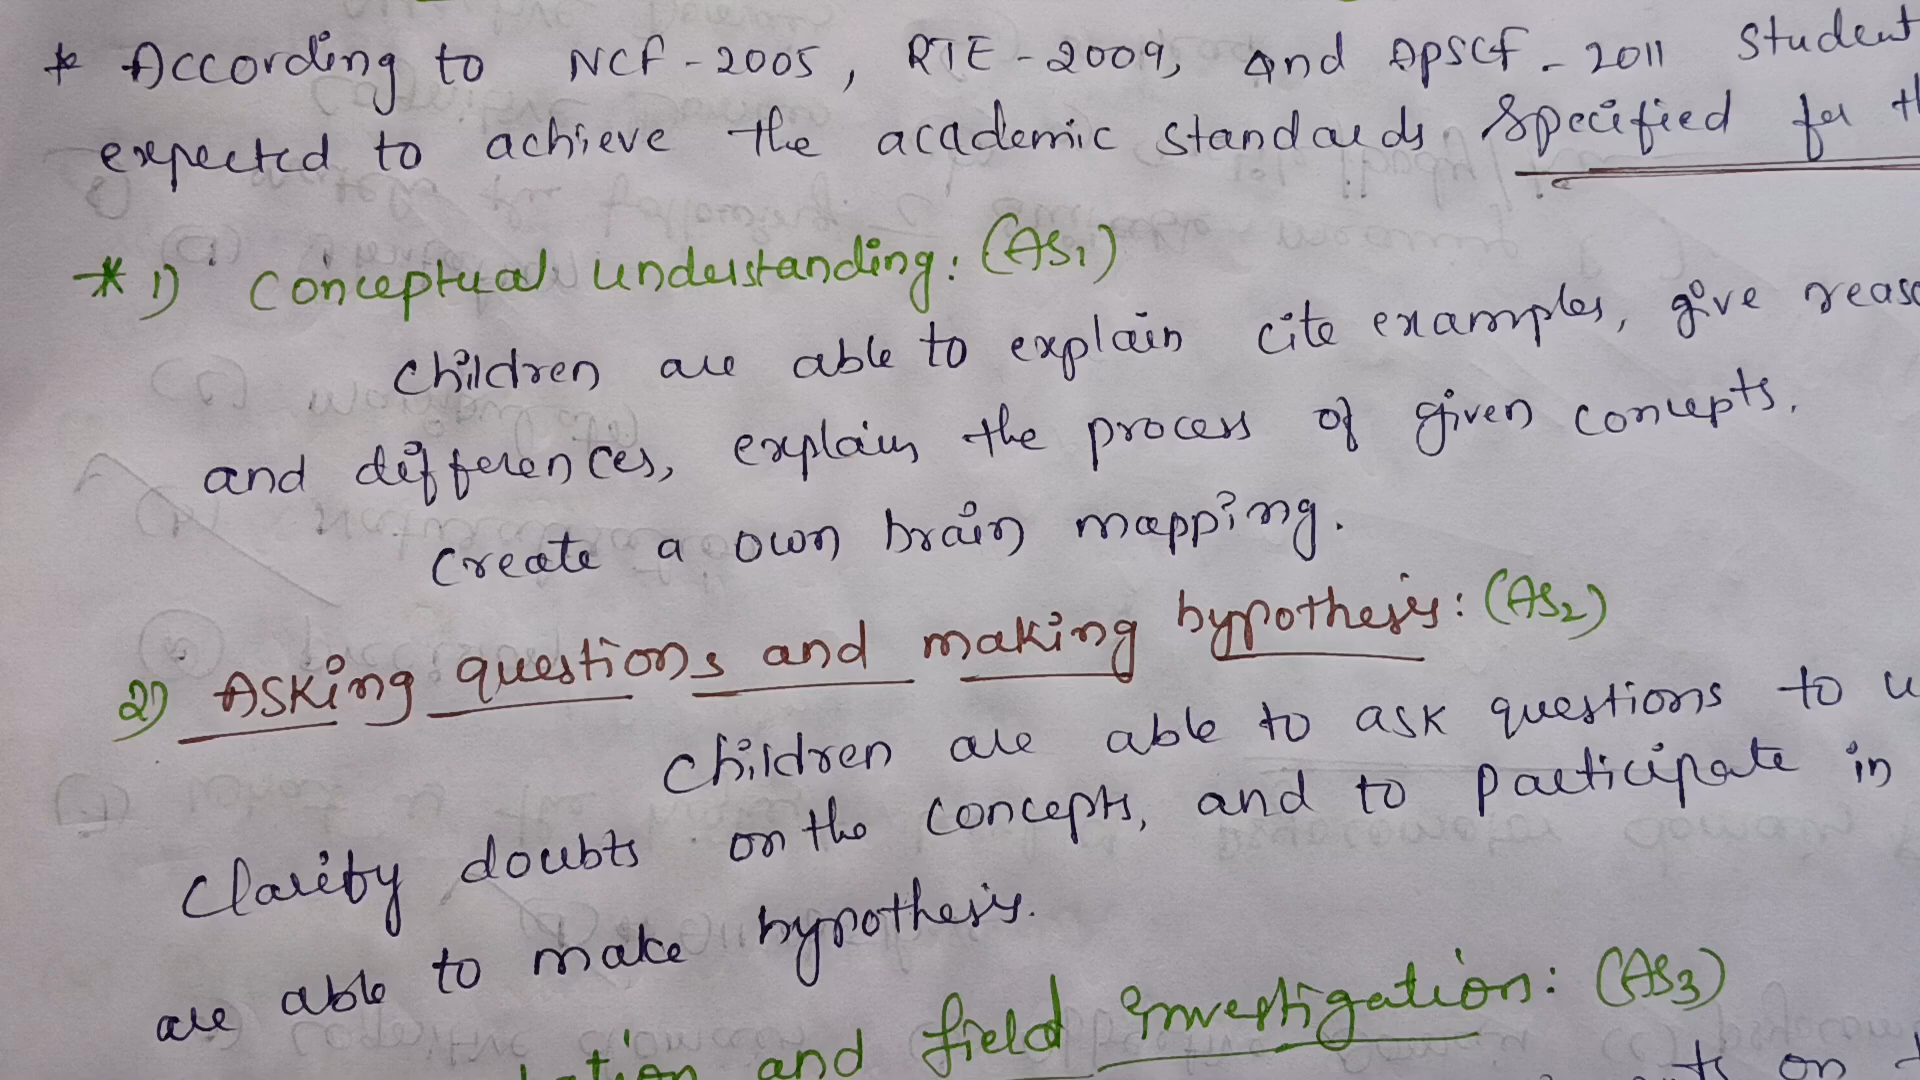 * According to NCF-2005, RTE-2009, and APSCF-2011 Student
expected to achieve the academic standards specified for
* 1) Conceptual understanding: (AS1)
children are able to explain cite examples, give
and differences, explain the process of given concepts.
Create a own brain mapping.
2) Asking questions and making hypothesis: (AS2)
children are able to ask questions to
Clarity doubts on the concepts, and to participate in
are able to make hypothesis.
and field investigation: (AS3)
on